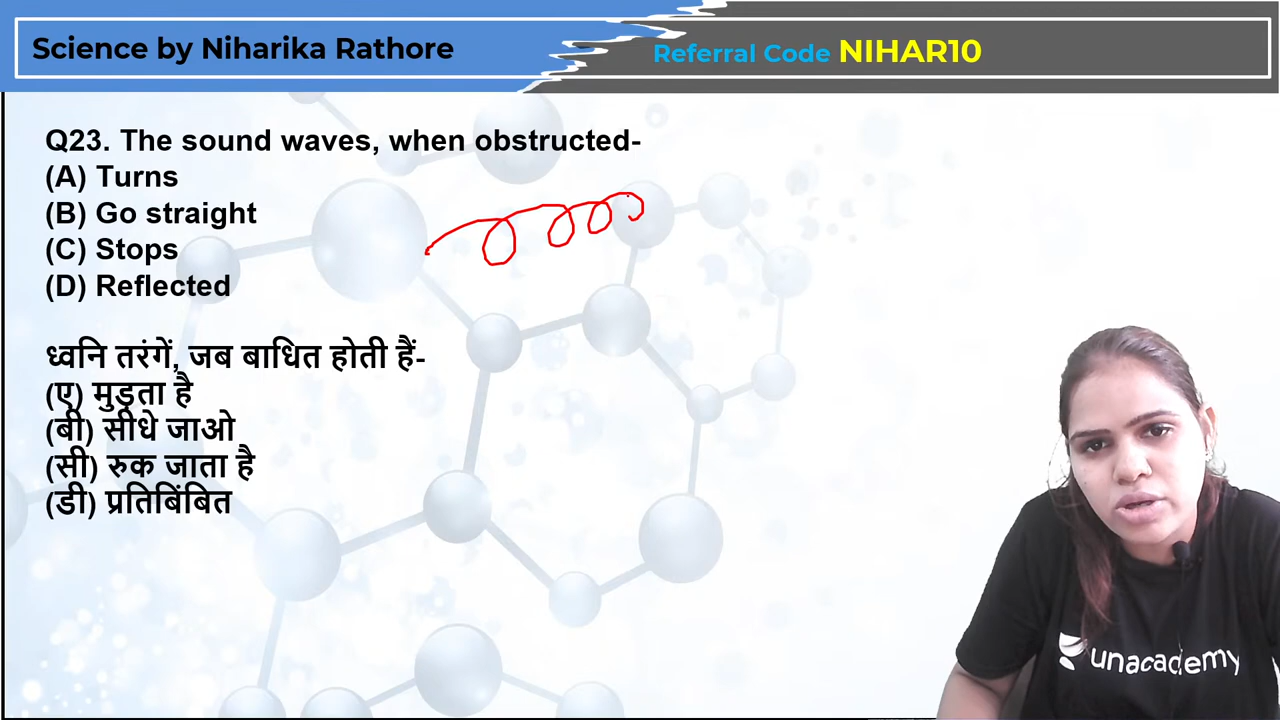 Science by Niharika Rathore
Referral Code NIHAR10
Q23. The sound waves, when obstructed-
(A) Turns
(B) Go straight
(C) Stops
(D) Reflected
ध्वनि तरंगें, जब बाधित होती हैं-
(ए) मुड़ता है
(बी) सीधे जाओ
(सी) रुक जाता है
(डी) प्रतिबिंबित
unacademy